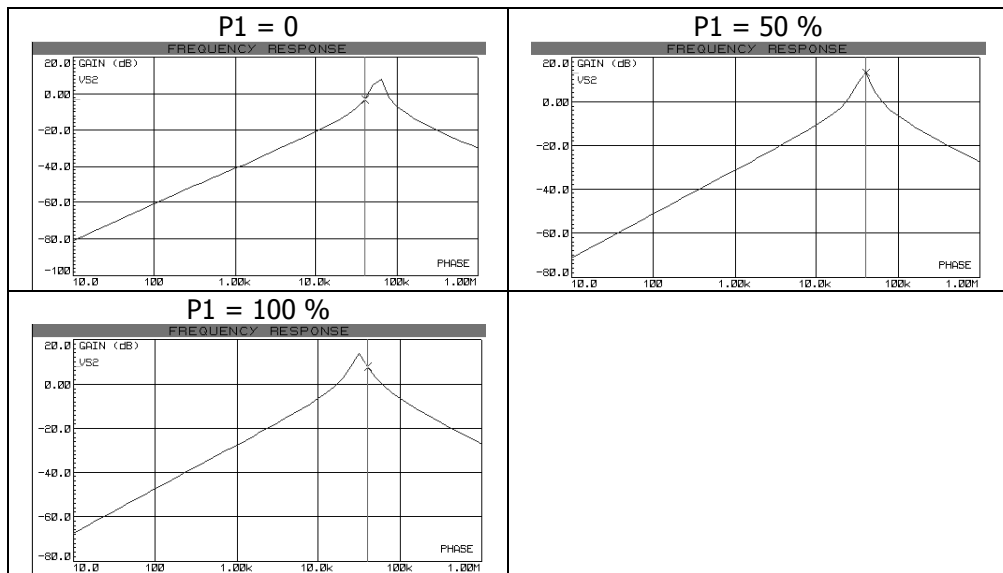 P1 = 0
FREQUENCY RESPONSE
20.0
GAIN (dB)
VS2
0.00
-20.0
-40.0
-60.0
-80.0
-100
PHASE
10.0 100 1.00k 10.0k 100k 1.00M
P1 = 50 %
FREQUENCY RESPONSE
20.0
GAIN (dB)
VS2
0.00
-20.0
-40.0
-60.0
-80.0
PHASE
10.0 100 1.00k 10.0k 100k 1.00M
P1 = 100 %
FREQUENCY RESPONSE
20.0
GAIN (dB)
VS2
0.00
-20.0
-40.0
-60.0
-80.0
PHASE
10.0 100 1.00k 10.0k 100k 1.00M